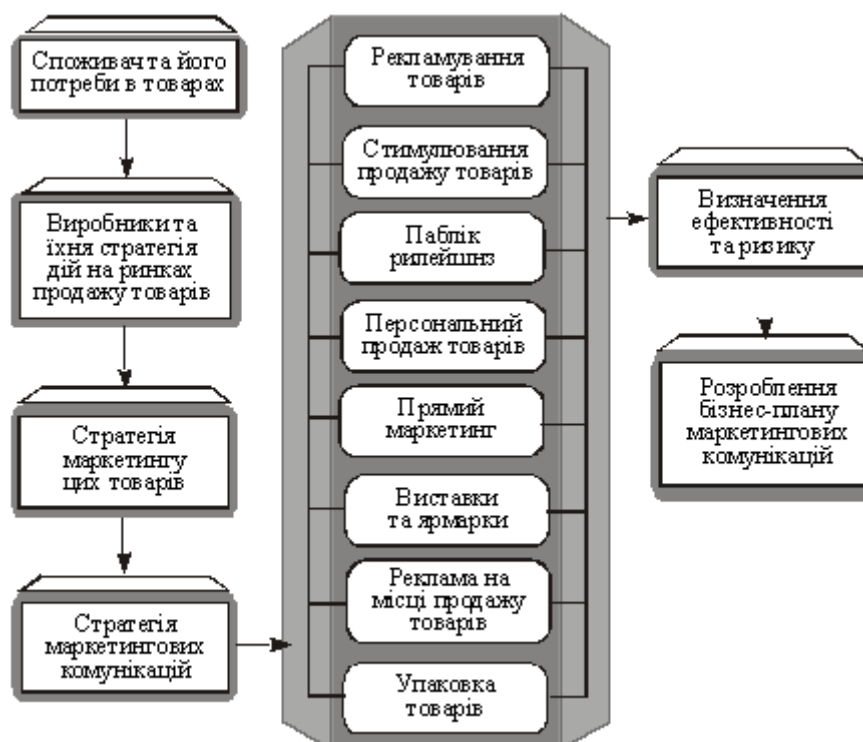 Споживач та його
потреби в товарах
Виробники та
їхня стратегія
дій на ринках
продажу товарів
Стратегія
маркетингу
цих товарів
Стратегія
маркетингових
комунікацій
Рекламування
товарів
Стимулювання
продажу товарів
Паблік
рилейшнз
Персональний
продаж товарів
Прямий
маркетинг
Виставки
та ярмарки
Реклама на
місці продажу
товарів
Упаковка
товарів
Визначення
ефективності
та ризику
Розроблення
бізнес-плану
маркетингових
комунікацій